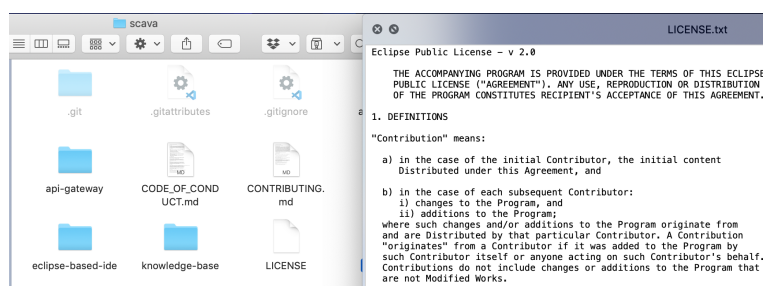 scava
.git
.gitattributes
.gitignore
MD
MD
api-gateway
CODE_OF_COND
UCT.md
CONTRIBUTING.
md
eclipse-based-ide
knowledge-base
LICENSE
LICENSE.txt
Eclipse Public License - v 2.0
THE ACCOMPANYING PROGRAM IS PROVIDED UNDER THE TERMS OF THIS ECLIPSE
PUBLIC LICENSE ("AGREEMENT"). ANY USE, REPRODUCTION OR DISTRIBUTION
OF THE PROGRAM CONSTITUTES RECIPIENT'S ACCEPTANCE OF THIS AGREEMENT.
1. DEFINITIONS
"Contribution" means:
a) in the case of the initial Contributor, the initial content
Distributed under this Agreement, and
b) in the case of each subsequent Contributor:
i) changes to the Program, and
ii) additions to the Program;
where such changes and/or additions to the Program originate from
and are Distributed by that particular Contributor. A Contribution
"originates" from a Contributor if it was added to the Program by
such Contributor itself or anyone acting on such Contributor's behalf.
Contributions do not include changes or additions to the Program that
are not Modified Works.